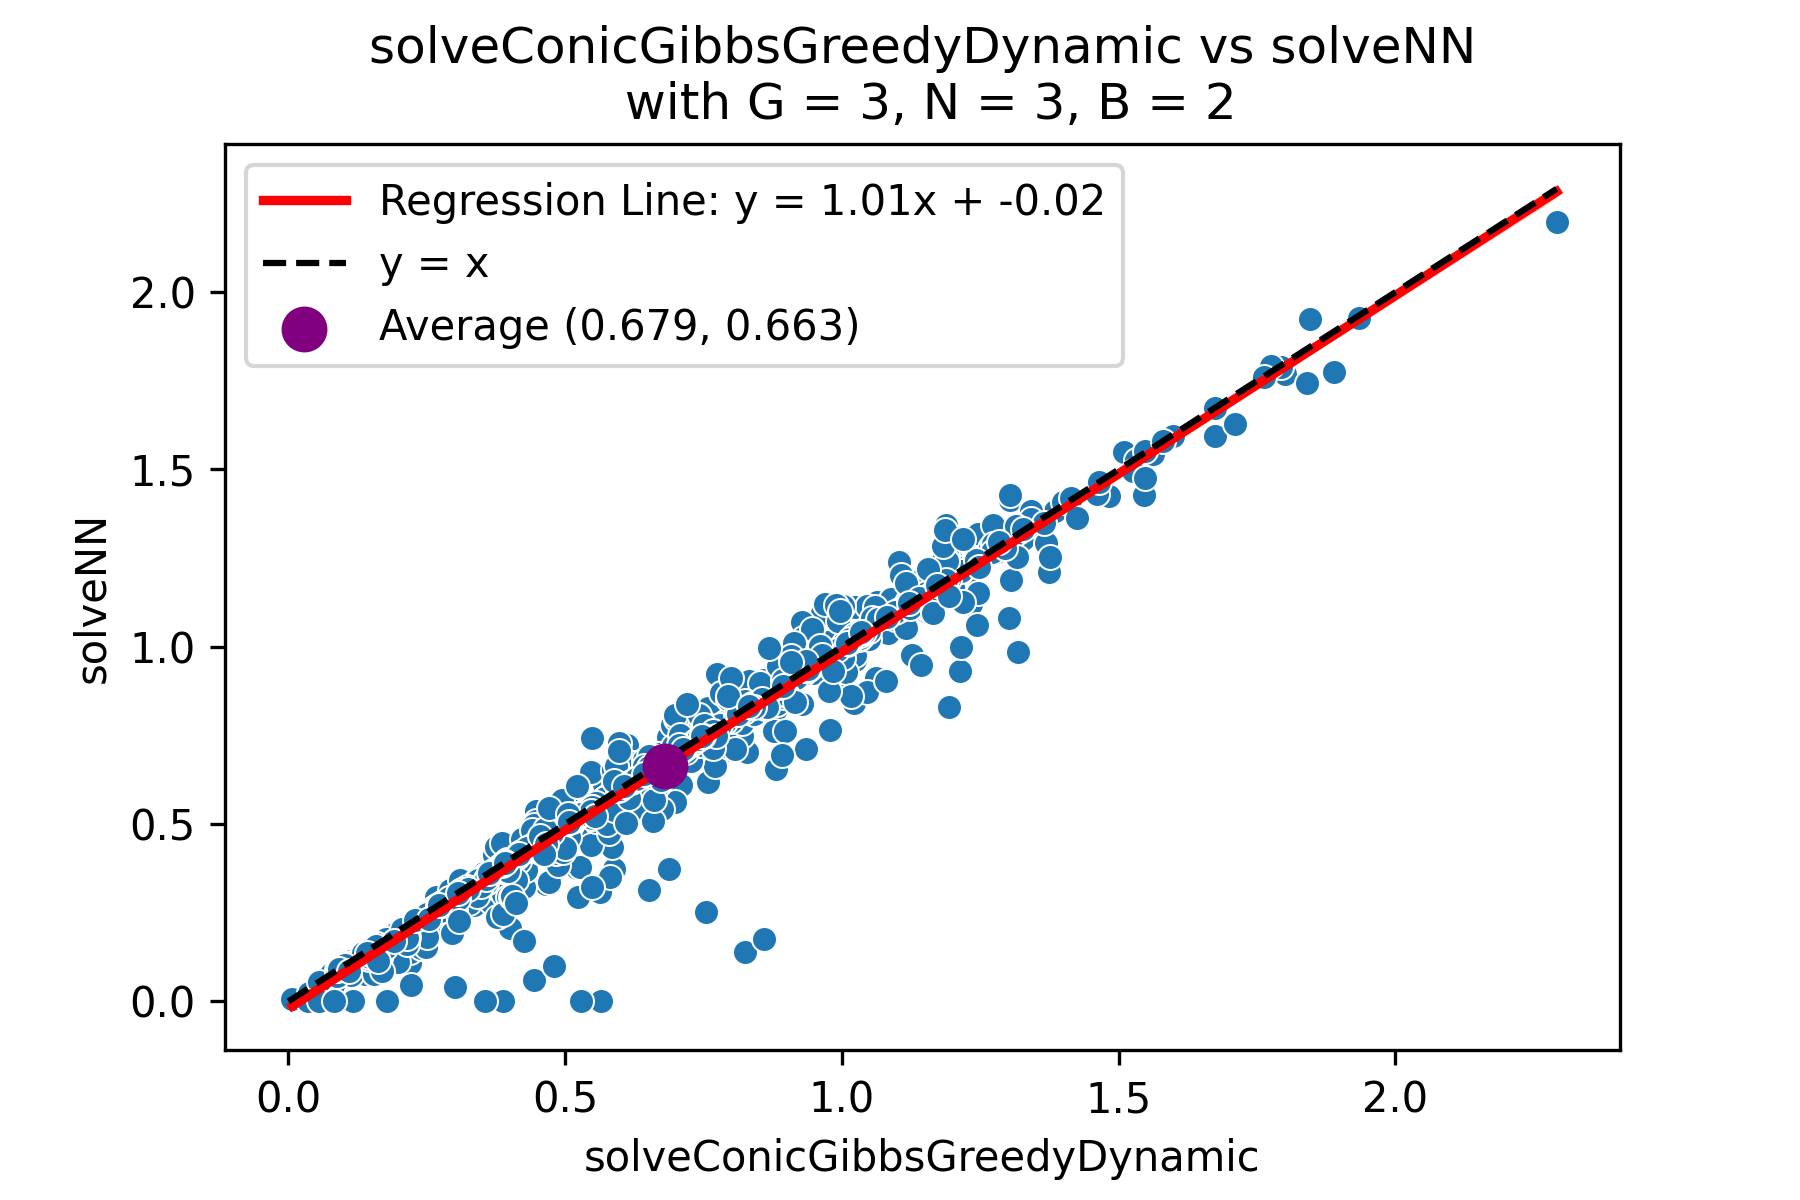 solveConicGibbsGreedyDynamic vs solveNN
with G = 3, N = 3, B = 2
Regression Line: y = 1.01x + -0.02
y = x
Average (0.679, 0.663)
2.0
1.5
1.0
0.5
0.0
solveNN
0.0 0.5 1.0 1.5 2.0
solveConicGibbsGreedyDynamic